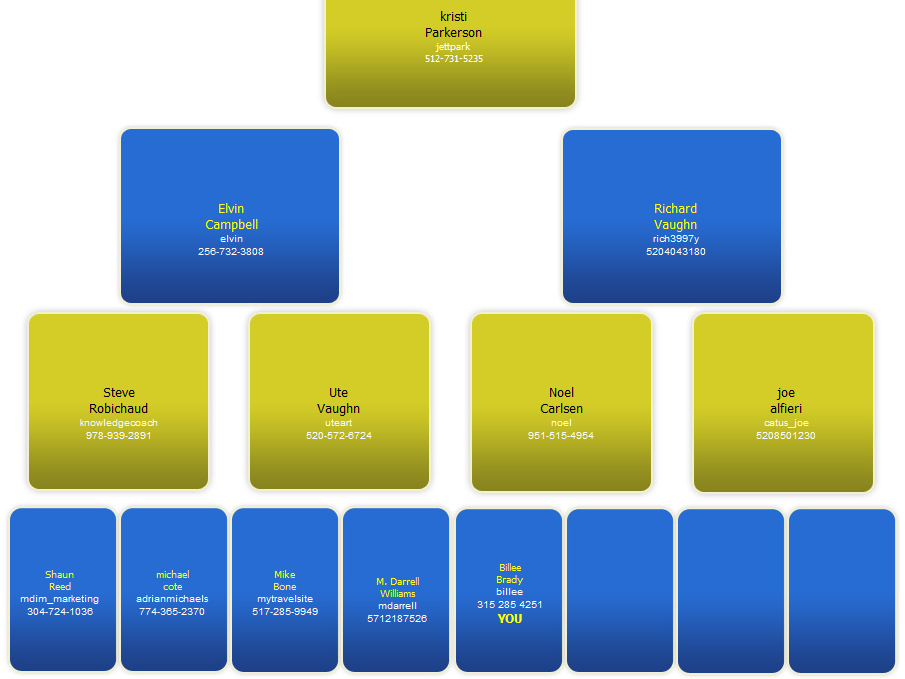 kristi
Parkerson
jettpark
512-731-5235
Elvin
Campbell
elvin
256-732-3808
Richard
Vaughn
rich3997y
5204043180
Steve
Robichaud
knowledgecoach
978-939-2891
Ute
Vaughn
uteart
520-572-6724
Noel
Carlsen
noel
951-515-4954
joe
alfieri
catus_joe
5208501230
Shaun
Reed
mdim_marketing
304-724-1036
michael
cote
adrianmichaels
774-365-2370
Mike
Bone
mytravelsite
517-285-9949
M. Darrell
Williams
mdarrell
5712187526
Billee
Brady
billee
315 285 4251
YOU